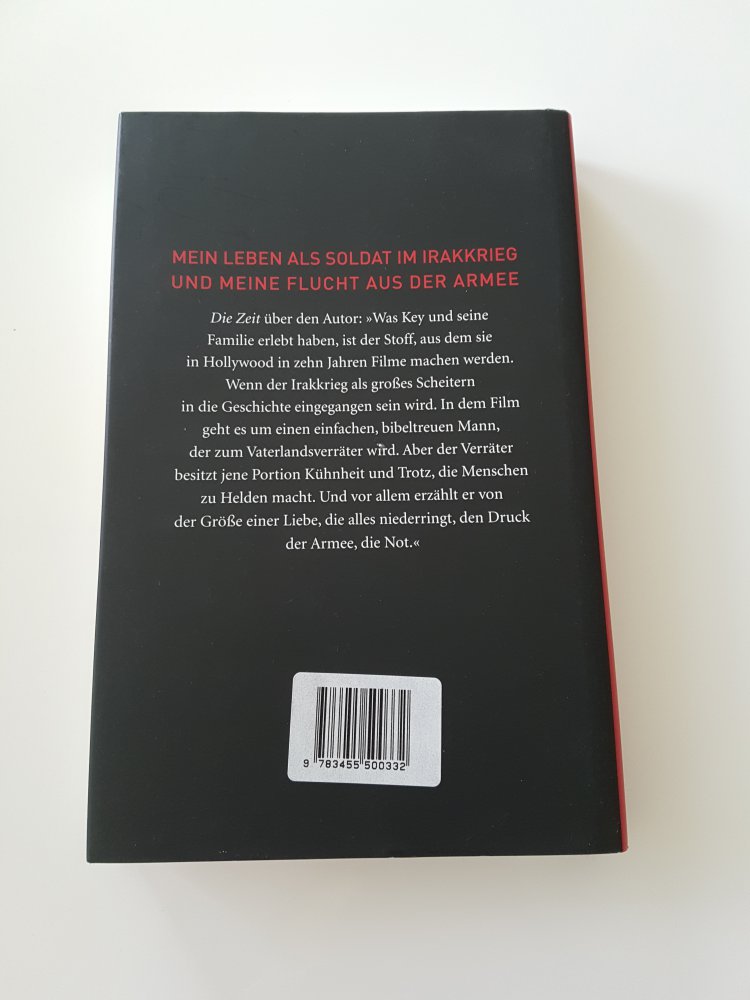 MEIN LEBEN ALS SOLDAT IM IRAKKRIEG
UND MEINE FLUCHT AUS DER ARMEE
Die Zeit über den Autor: »Was Key und seine
Familie erlebt haben, ist der Stoff, aus dem sie
in Hollywood in zehn Jahren Filme machen werden.
Wenn der Irakkrieg als großes Scheitern
in die Geschichte eingegangen sein wird. In dem Film
geht es um einen einfachen, bibeltreuen Mann,
der zum Vaterlandsverräter wird. Aber der Verräter
besitzt jene Portion Kühnheit und Trotz, die Menschen
zu Helden macht. Und vor allem erzählt er von
der Größe einer Liebe, die alles niederringt, den Druck
der Armee, die Not.«
9 783455 500332